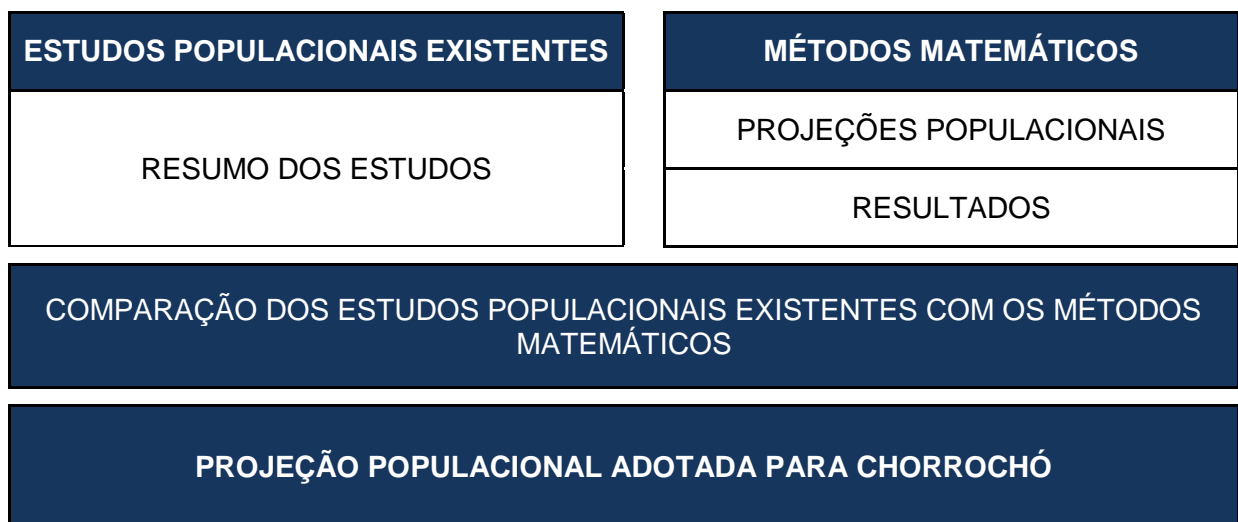 ESTUDOS POPULACIONAIS EXISTENTES
RESUMO DOS ESTUDOS
MÉTODOS MATEMÁTICOS
PROJEÇÕES POPULACIONAIS
RESULTADOS
COMPARAÇÃO DOS ESTUDOS POPULACIONAIS EXISTENTES COM OS MÉTODOS
MATEMÁTICOS
PROJEÇÃO POPULACIONAL ADOTADA PARA CHORROCHÓ